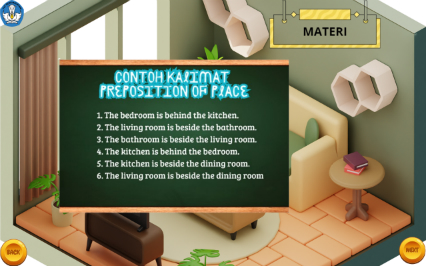 MATERI
CONTOH KALIMAT
PREPOSITION OF PLACE
1. The bedroom is behind the kitchen.
2. The living room is beside the bathroom.
3. The bathroom is beside the living room.
4. The kitchen is behind the bedroom.
5. The kitchen is beside the dining room.
6. The living room is beside the dining room
BACK
NEXT